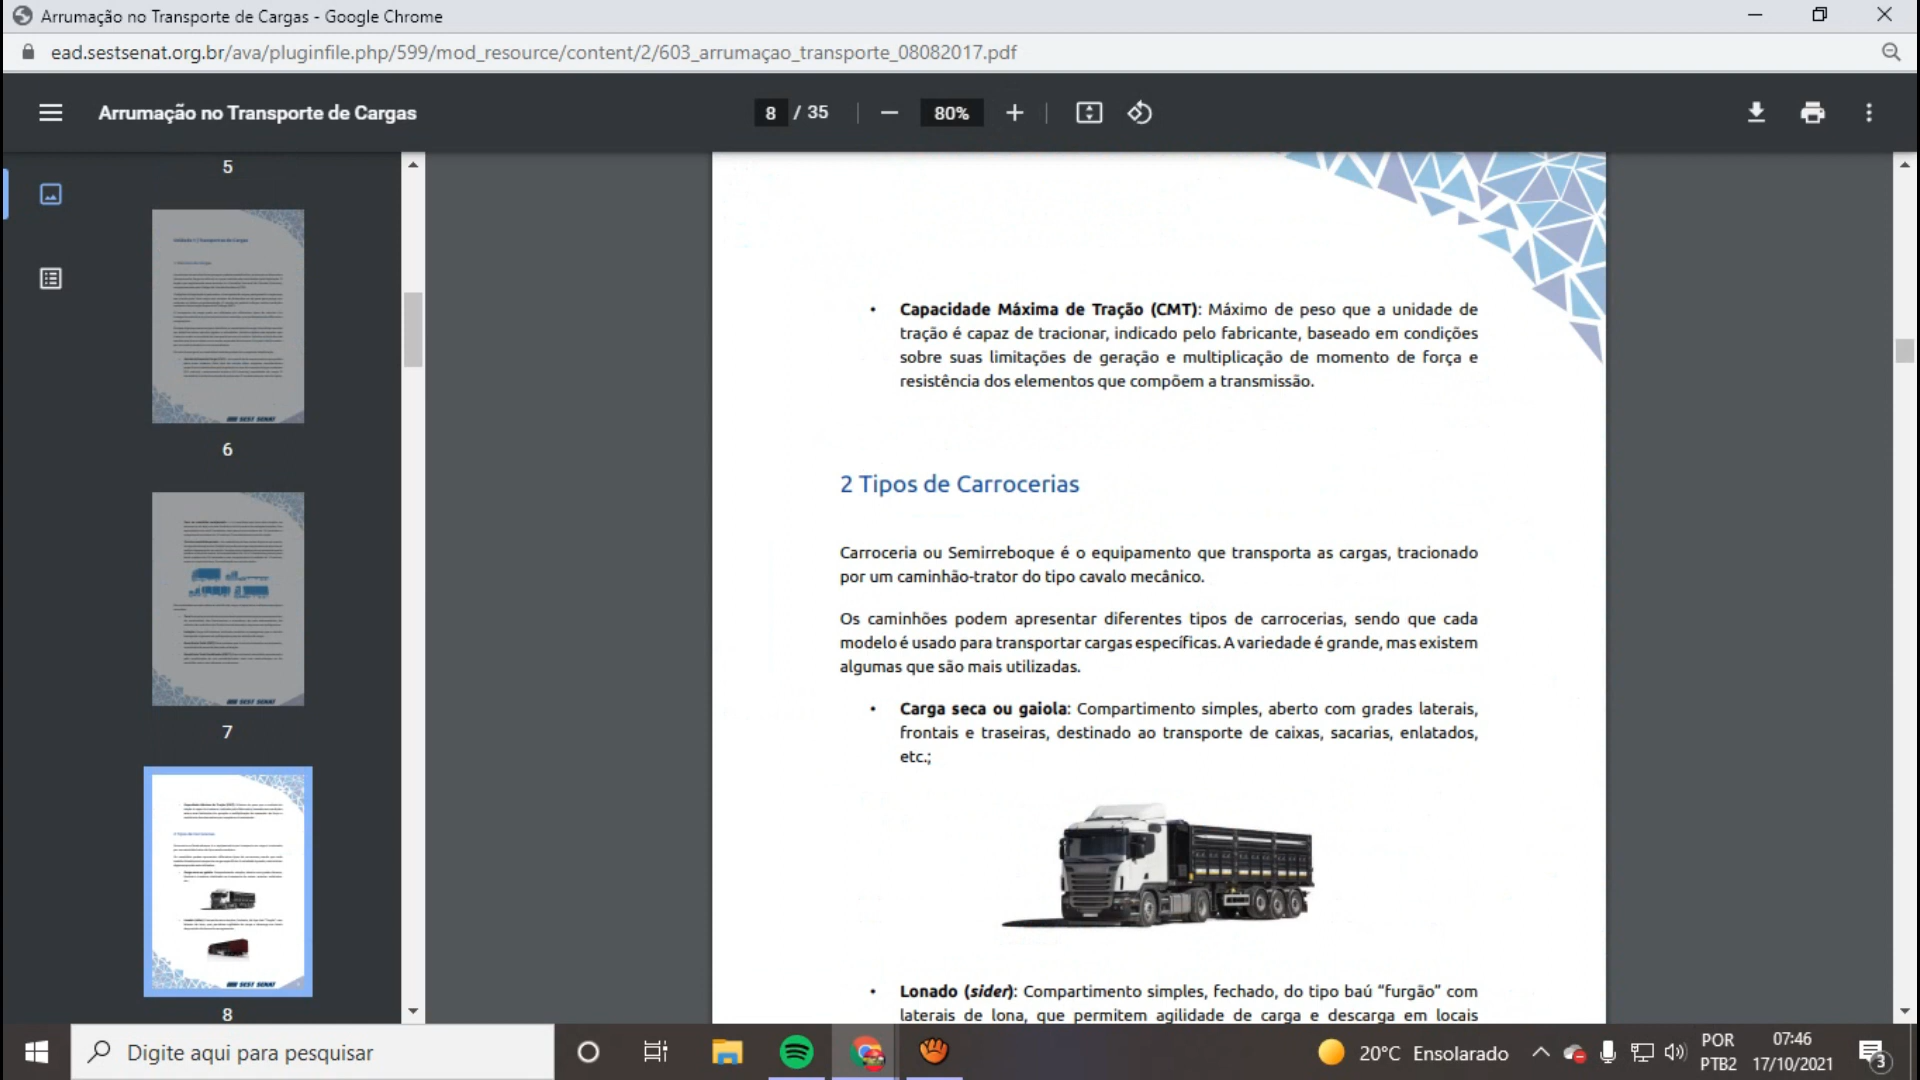 Arrumação no Transporte de Cargas - Google Chrome
ead.sestsenat.org.br/ava/pluginfile.php/599/mod_resource/content/2/603_arrumaçao_transporte_08082017.pdf
Arrumação no Transporte de Cargas
8 / 35
80%
5
6
7
8
SEST SENAT
SEST SENAT
SEST SENAT
• Capacidade Máxima de Tração (CMT): Máximo de peso que a unidade de
tração é capaz de tracionar, indicado pelo fabricante, baseado em condições
sobre suas limitações de geração e multiplicação de momento de força e
resistência dos elementos que compõem a transmissão.
2 Tipos de Carrocerias
Carroceria ou Semirreboque é o equipamento que transporta as cargas, tracionado
por um caminhão-trator do tipo cavalo mecânico.
Os caminhões podem apresentar diferentes tipos de carrocerias, sendo que cada
modelo é usado para transportar cargas específicas. A variedade é grande, mas existem
algumas que são mais utilizadas.
• Carga seca ou gaiola: Compartimento simples, aberto com grades laterais,
frontais e traseiras, destinado ao transporte de caixas, sacarias, enlatados,
etc.;
• Lonado (sider): Compartimento simples, fechado, do tipo baú “furgão” com
laterais de lona, que permitem agilidade de carga e descarga em locais
Digite aqui para pesquisar
20°C Ensolarado
POR
PTB2
07:46
17/10/2021
3